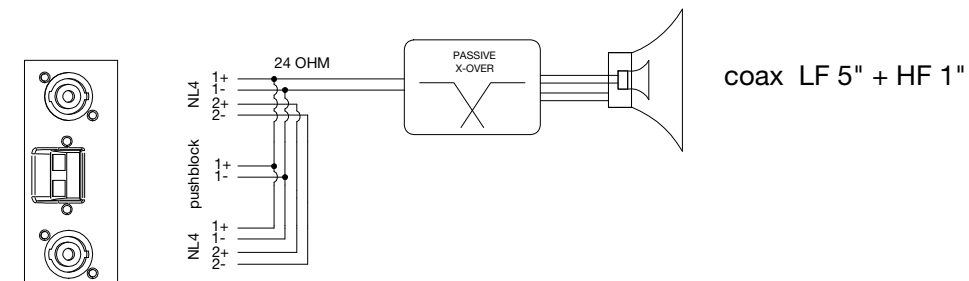 24 OHM
NL4
1+
1-
2+
2-
pushblock
1+
1-
NL4
1+
1-
2+
2-
PASSIVE
X-OVER
coax LF 5" + HF 1"